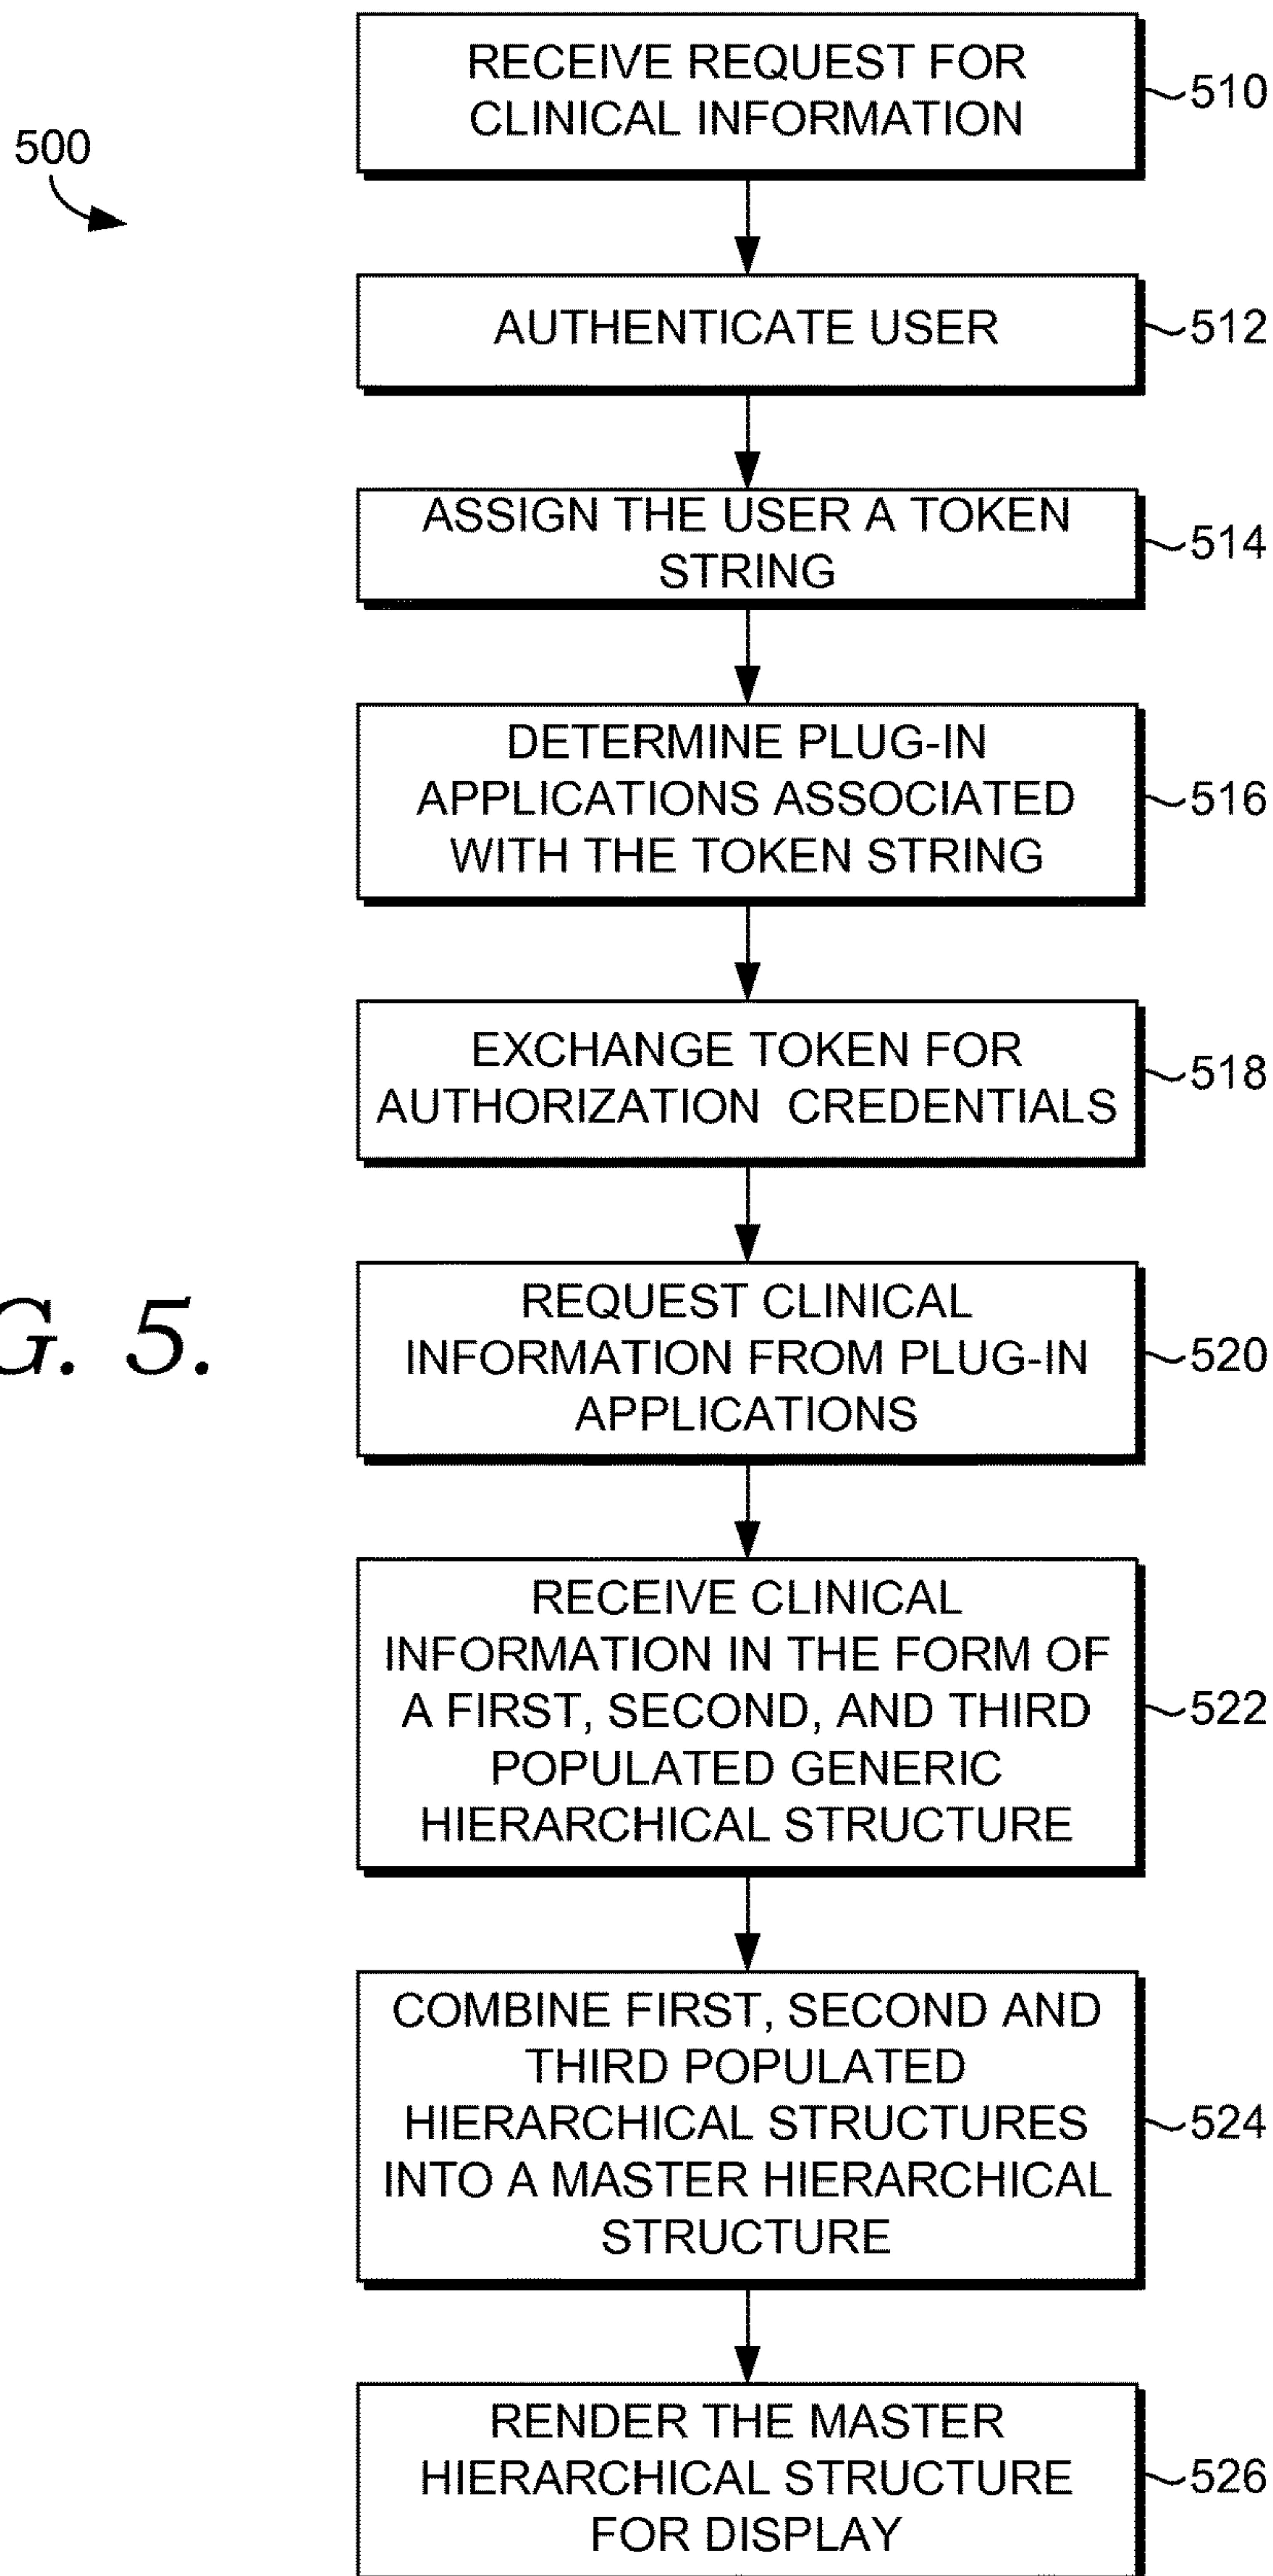 500
RECEIVE REQUEST FOR
CLINICAL INFORMATION
510
AUTHENTICATE USER
512
ASSIGN THE USER A TOKEN
STRING
514
DETERMINE PLUG-IN
APPLICATIONS ASSOCIATED
WITH THE TOKEN STRING
516
EXCHANGE TOKEN FOR
AUTHORIZATION CREDENTIALS
518
REQUEST CLINICAL
INFORMATION FROM PLUG-IN
APPLICATIONS
520
G. 5.
RECEIVE CLINICAL
INFORMATION IN THE FORM OF
A FIRST, SECOND, AND THIRD
POPULATED GENERIC
HIERARCHICAL STRUCTURE
522
COMBINE FIRST, SECOND AND
THIRD POPULATED
HIERARCHICAL STRUCTURES
INTO A MASTER HIERARCHICAL
STRUCTURE
524
RENDER THE MASTER
HIERARCHICAL STRUCTURE
FOR DISPLAY
526